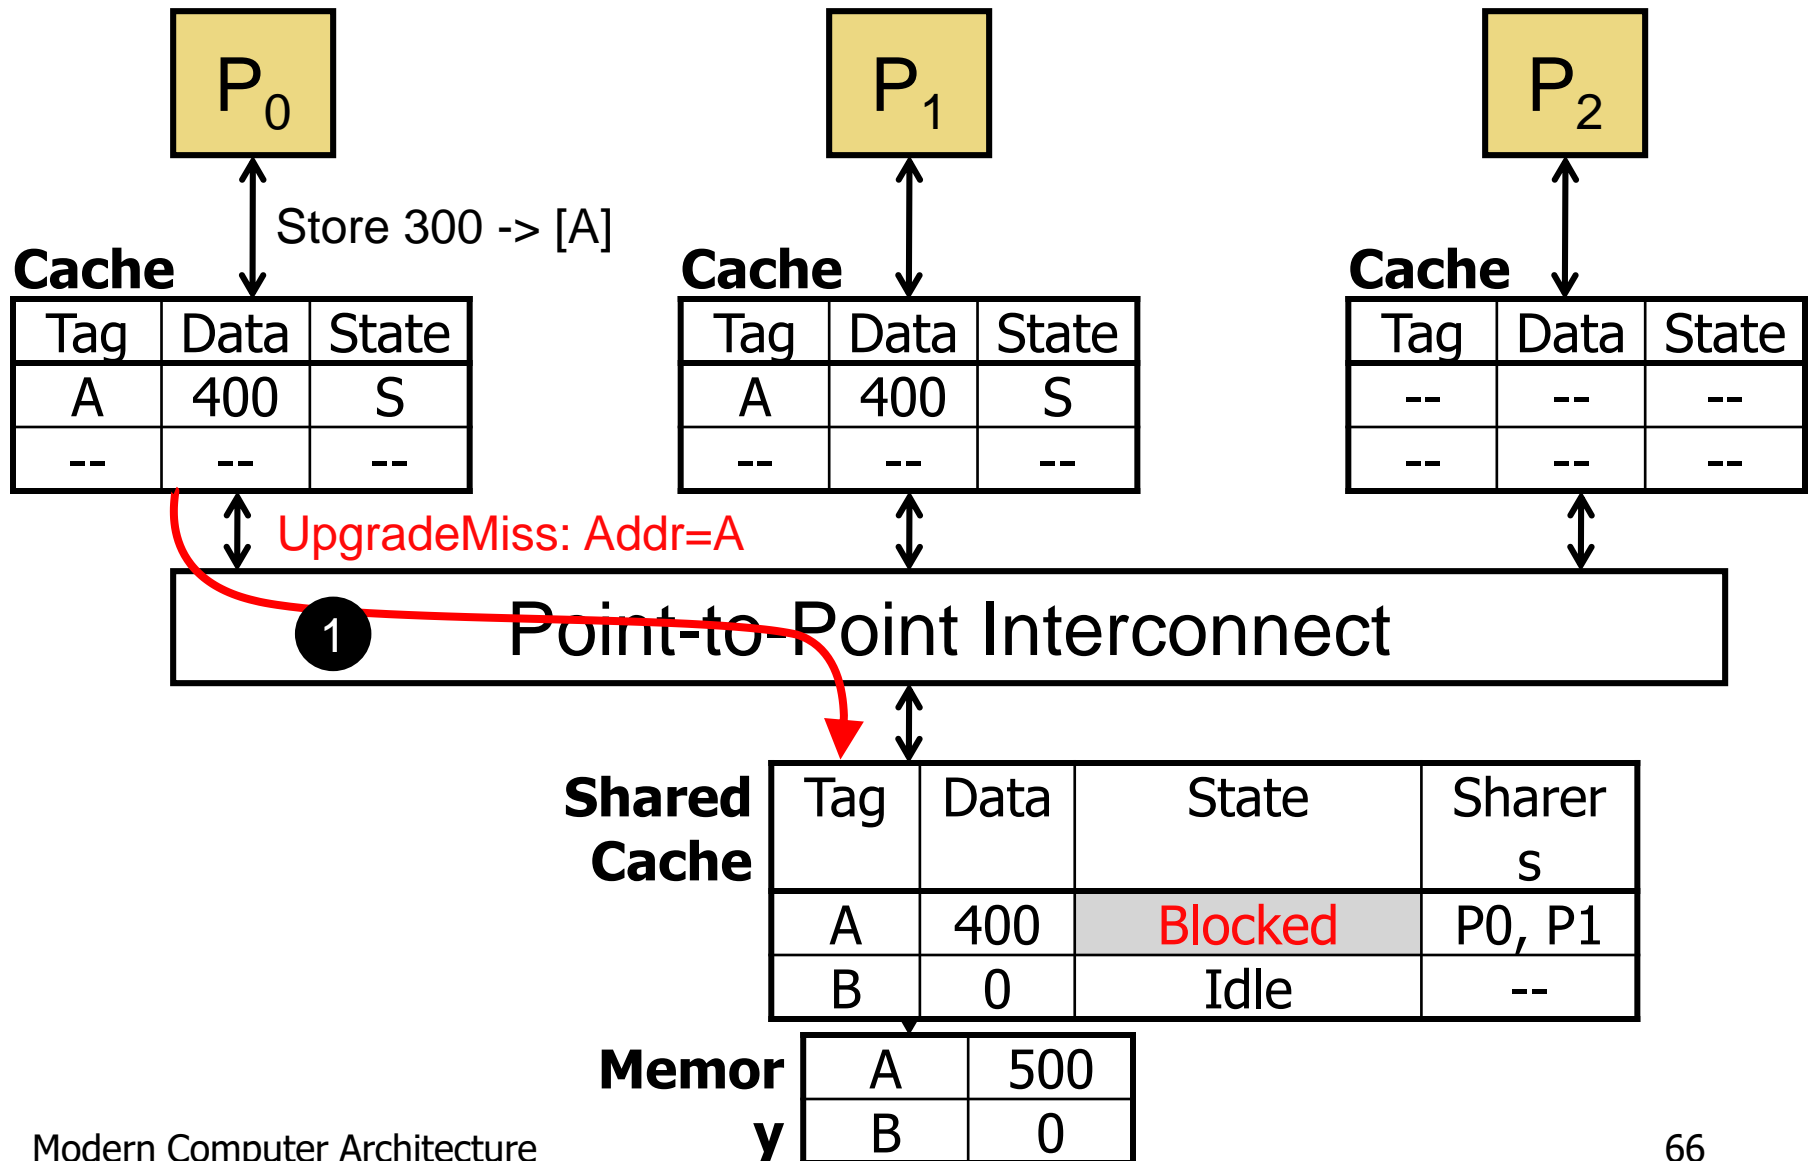 P0 P1 P2
Store 300 -> [A]
Cache Cache Cache
Tag Data State Tag Data State Tag Data State
A 400 S A 400 S -- -- --
-- -- -- -- -- -- -- -- --
UpgradeMiss: Addr=A
1 Point-to-Point Interconnect
Shared Tag Data State Sharer
Cache s
A 400 Blocked P0, P1
B 0 Idle --
Memor A 500
y B 0
Modern Computer Architecture 66